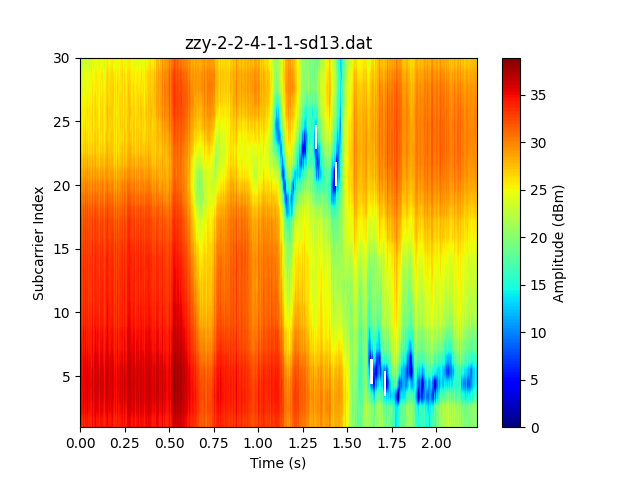 zzy-2-2-4-1-1-sd13.dat
30
25
20
15
10
5
Subcarrier Index
0.00 0.25 0.50 0.75 1.00 1.25 1.50 1.75 2.00
Time (s)
35
30
25
20
15
10
5
0
Amplitude (dBm)